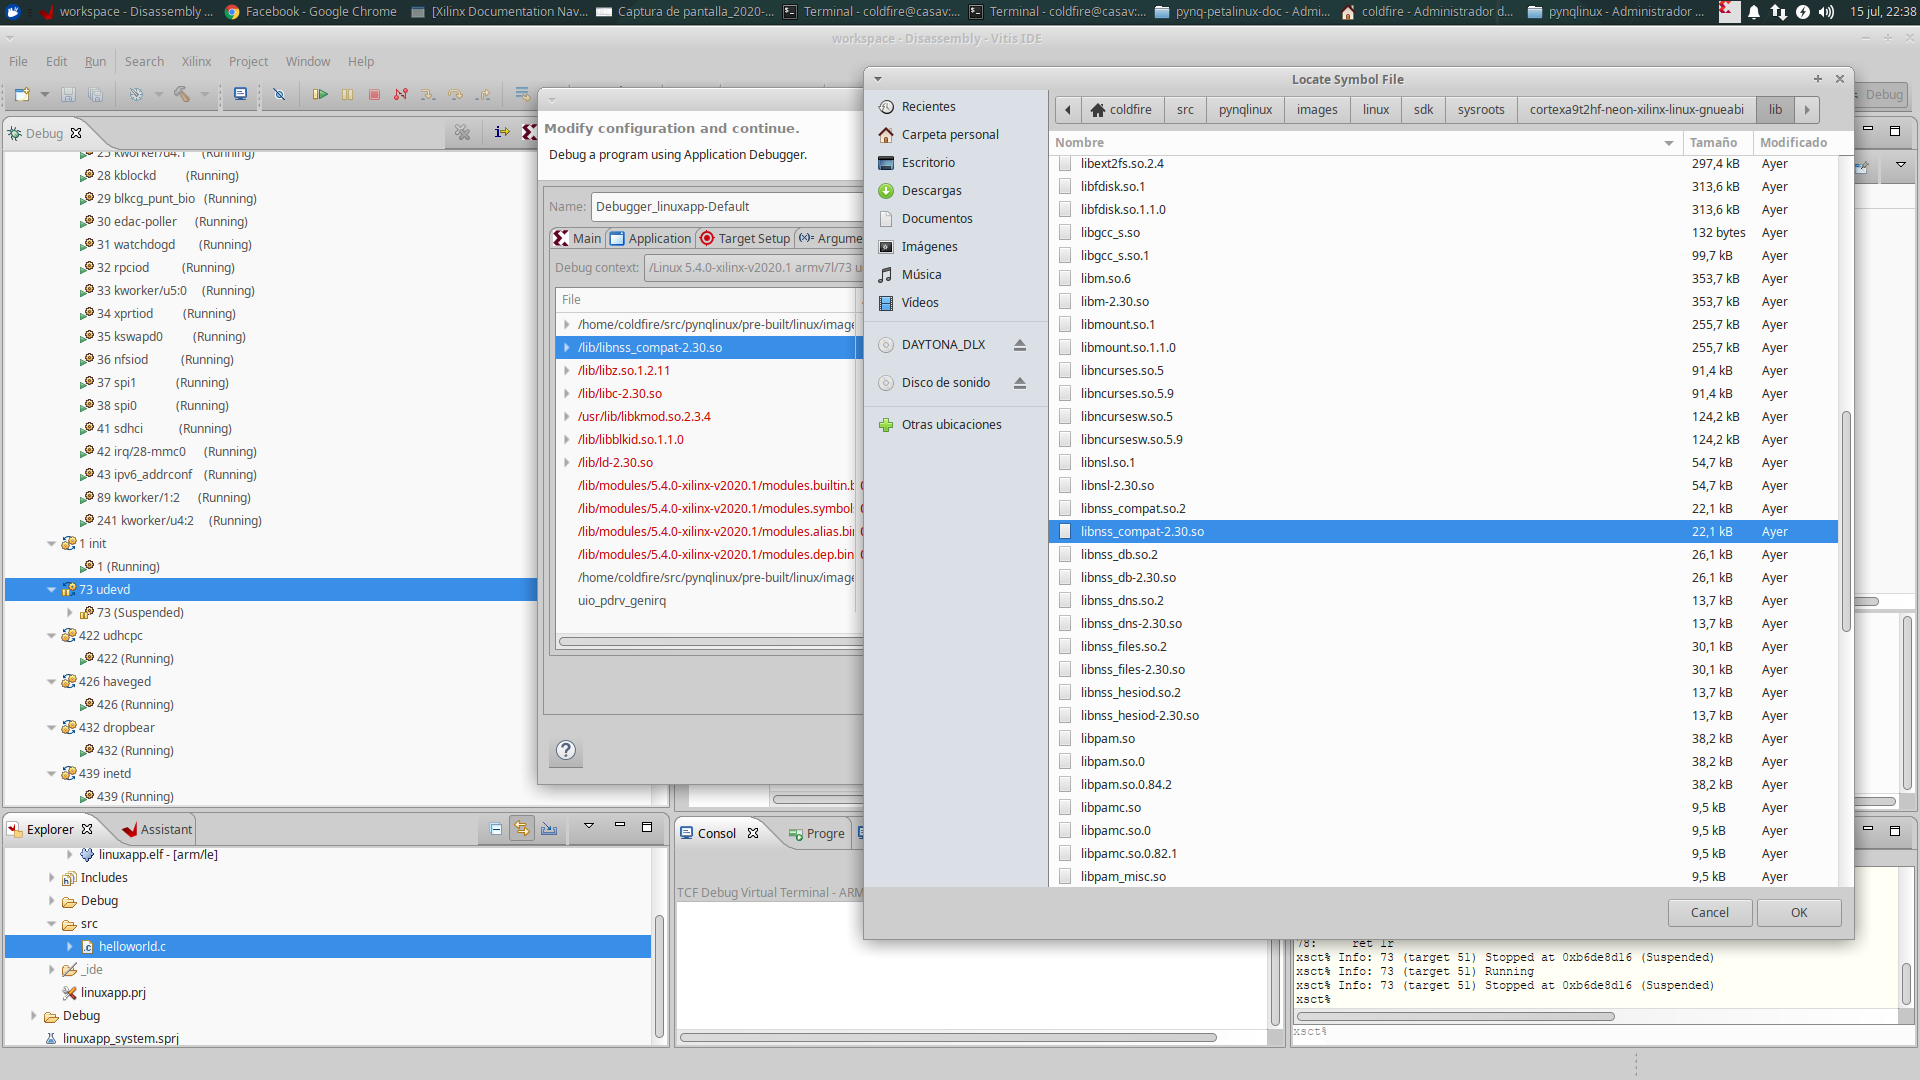 workspace - Disassembly ...
Facebook - Google Chrome
[Xilinx Documentation Nav...
Captura de pantalla_2020-...
Terminal - coldfire@casav:...
Terminal - coldfire@casav:...
pynq-petalinux-doc - Admi...
coldfire - Administrador d...
pynqlinux - Administrador ...
15 jul, 22:38
workspace - Disassembly - Vitis IDE
File Edit Run Search Xilinx Project Window Help
Debug
Debug
28 kblockd (Running)
29 blkcg_punt_bio (Running)
30 edac-poller (Running)
31 watchdogd (Running)
32 rpciod (Running)
33 kworker/u5:0 (Running)
34 xprtiod (Running)
35 kswapd0 (Running)
36 nfsiod (Running)
37 spi1 (Running)
38 spi0 (Running)
41 sdhci (Running)
42 irq/28-mmc0 (Running)
43 ipv6_addrconf (Running)
89 kworker/1:2 (Running)
241 kworker/u4:2 (Running)
1 init
1 (Running)
73 udevd
73 (Suspended)
422 udhcpc
422 (Running)
426 haveged
426 (Running)
432 dropbear
432 (Running)
439 inetd
439 (Running)
Explorer
Assistant
linuxapp.elf - [arm/le]
Includes
Debug
src
helloworld.c
_ide
linuxapp.prj
Debug
linuxapp_system.sprj
Modify configuration and continue.
Debug a program using Application Debugger.
Name: Debugger_linuxapp-Default
Main Application Target Setup Argume
Debug context: /Linux 5.4.0-xilinx-v2020.1 armv7l/73 u
File
/home/coldfire/src/pynqlinux/pre-built/linux/image
/lib/libnss_compat-2.30.so
/lib/libz.so.1.2.11
/lib/libc-2.30.so
/usr/lib/libkmod.so.2.3.4
/lib/libblkid.so.1.1.0
/lib/ld-2.30.so
/lib/modules/5.4.0-xilinx-v2020.1/modules.builtin.b
/lib/modules/5.4.0-xilinx-v2020.1/modules.symbol
/lib/modules/5.4.0-xilinx-v2020.1/modules.alias.bin
/lib/modules/5.4.0-xilinx-v2020.1/modules.dep.bin
/home/coldfire/src/pynqlinux/pre-built/linux/image
uio_pdrv_genirq
Consol
Progre
TCF Debug Virtual Terminal - ARM
Locate Symbol File
Recientes
Carpeta personal
Escritorio
Descargas
Documentos
Imágenes
Música
Vídeos
DAYTONA_DLX
Disco de sonido
Otras ubicaciones
coldfire src pynqlinux images linux sdk sysroots cortexa9t2hf-neon-xilinx-linux-gnueabi lib
Nombre Tamaño Modificado
libext2fs.so.2.4 297,4 kB Ayer
libfdisk.so.1 313,6 kB Ayer
libfdisk.so.1.1.0 313,6 kB Ayer
libgcc_s.so 132 bytes Ayer
libgcc_s.so.1 99,7 kB Ayer
libm.so.6 353,7 kB Ayer
libm-2.30.so 353,7 kB Ayer
libmount.so.1 255,7 kB Ayer
libmount.so.1.1.0 255,7 kB Ayer
libncurses.so.5 91,4 kB Ayer
libncurses.so.5.9 91,4 kB Ayer
libncursesw.so.5 124,2 kB Ayer
libncursesw.so.5.9 124,2 kB Ayer
libnsl.so.1 54,7 kB Ayer
libnsl-2.30.so 54,7 kB Ayer
libnss_compat.so.2 22,1 kB Ayer
libnss_compat-2.30.so 22,1 kB Ayer
libnss_db.so.2 26,1 kB Ayer
libnss_db-2.30.so 26,1 kB Ayer
libnss_dns.so.2 13,7 kB Ayer
libnss_dns-2.30.so 13,7 kB Ayer
libnss_files.so.2 30,1 kB Ayer
libnss_files-2.30.so 30,1 kB Ayer
libnss_hesiod.so.2 13,7 kB Ayer
libnss_hesiod-2.30.so 13,7 kB Ayer
libpam.so 38,2 kB Ayer
libpam.so.0 38,2 kB Ayer
libpam.so.0.84.2 38,2 kB Ayer
libpamc.so 9,5 kB Ayer
libpamc.so.0 9,5 kB Ayer
libpamc.so.0.82.1 9,5 kB Ayer
libpam_misc.so 9,5 kB Ayer
Cancel OK
78: ret lr
xsct% Info: 73 (target 51) Stopped at 0xb6de8d16 (Suspended)
xsct% Info: 73 (target 51) Running
xsct% Info: 73 (target 51) Stopped at 0xb6de8d16 (Suspended)
xsct%
xsct%